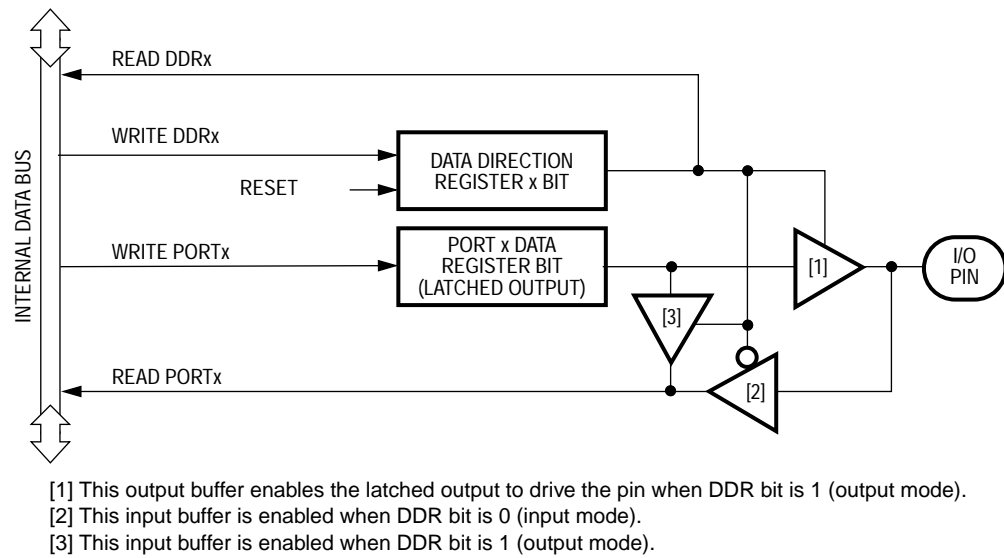 READ DDRx
WRITE DDRx
RESET
DATA DIRECTION
REGISTER x BIT
INTERNAL DATA BUS
WRITE PORTx
PORT x DATA
REGISTER BIT
(LATCHED OUTPUT)
[1]
I/O
PIN
[3]
READ PORTx
[2]
[1] This output buffer enables the latched output to drive the pin when DDR bit is 1 (output mode).
[2] This input buffer is enabled when DDR bit is 0 (input mode).
[3] This input buffer is enabled when DDR bit is 1 (output mode).